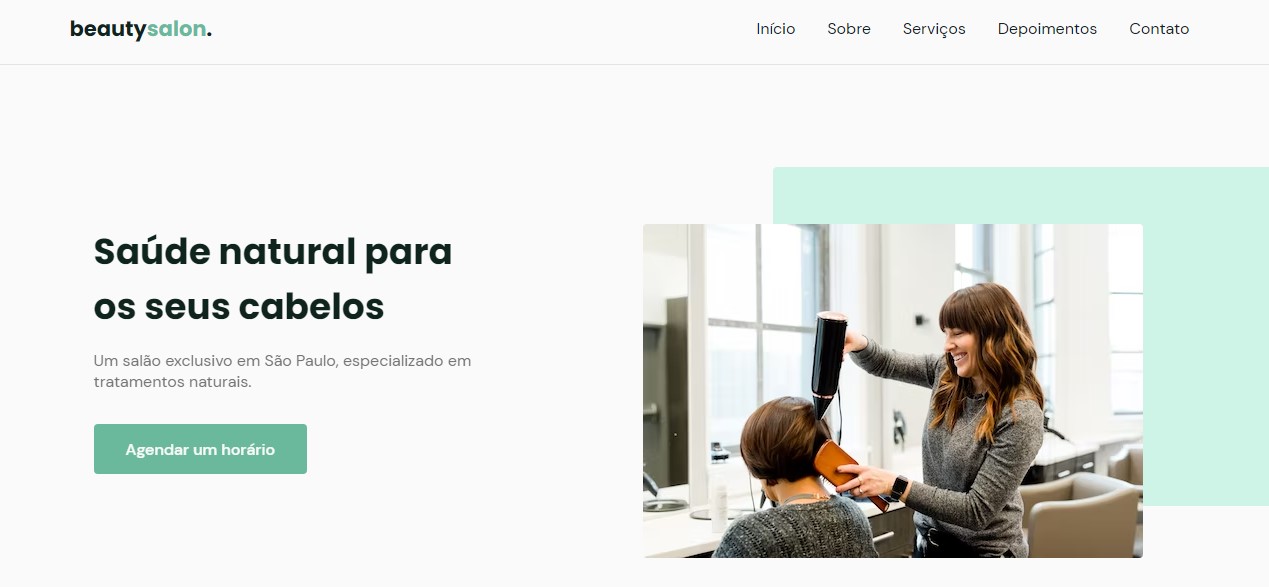 beautysalon.
Início Sobre Serviços Depoimentos Contato
Saúde natural para
os seus cabelos
Um salão exclusivo em São Paulo, especializado em
tratamentos naturais.
Agendar um horário